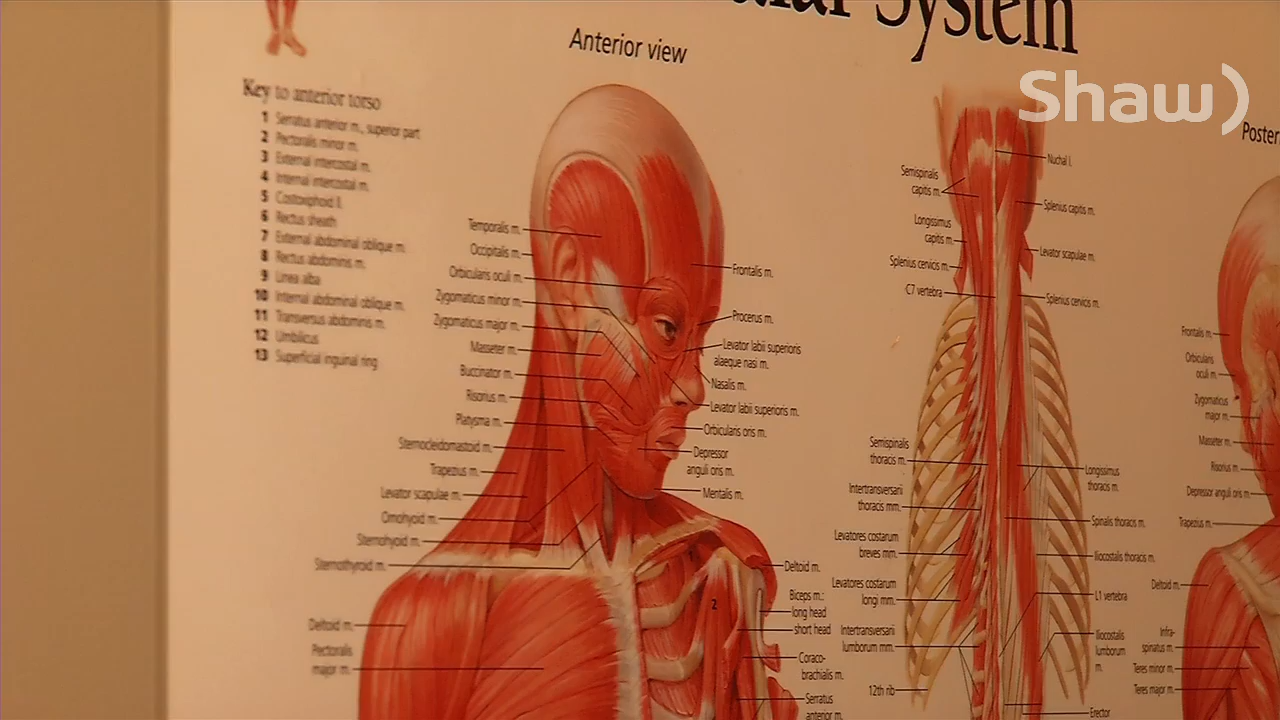 System
Shaw)
Anterior view
Key to anterior torso
1 Serratus anterior m., superior part
2 Pectoralis minor m.
3 External intercostal m.
4 Internal intercostal m.
5 Costoxiphoid l.
6 Rectus sheath
7 External abdominal oblique m.
8 Rectus abdominis m.
9 Linea alba
10 Internal abdominal oblique m.
11 Transversus abdominis m.
12 Umbilicus
13 Superficial inguinal ring
Temporalis m.
Occipitalis m.
Orbicularis oculi m.
Zygomaticus minor m.
Zygomaticus major m.
Masseter m.
Buccinator m.
Risorius m.
Platysma m.
Sternocleidomastoid m.
Trapezius m.
Levator scapulae m.
Omohyoid m.
Sternohyoid m.
Sternothyroid m.
Deltoid m.
Pectoralis
major m.
Frontalis m.
Procerus m.
Levator labii superioris
alaeque nasi m.
Nasalis m.
Levator labii superioris m.
Orbicularis oris m.
Depressor
anguli oris m.
Mentalis m.
2
Deltoid m.
Biceps m.:
long head
short head
Coraco-
brachialis m.
Serratus
anterior m.
Semispinalis
capitis m.
Longissimus
capitis m.
Splenius cervicis m.
C7 vertebra
Semispinalis
thoracis m.
Intertransversarii
thoracis mm.
Levatores costarum
breves mm.
Levatores costarum
longi mm.
Intertransversarii
lumborum mm.
12th rib
Nuchal l.
Splenius capitis m.
Levator scapulae m.
Splenius cervicis m.
Longissimus
thoracis m.
Spinalis thoracis m.
Iliocostalis thoracis m.
L1 vertebra
Iliocostalis
lumborum
m.
Erector
Poster
Frontalis m.
Orbicularis
oculi m.
Zygomaticus
major m.
Masseter m.
Risorius m.
Depressor anguli oris m.
Trapezius m.
Deltoid m.
Infra-
spinatus m.
Teres minor m.
Teres major m.